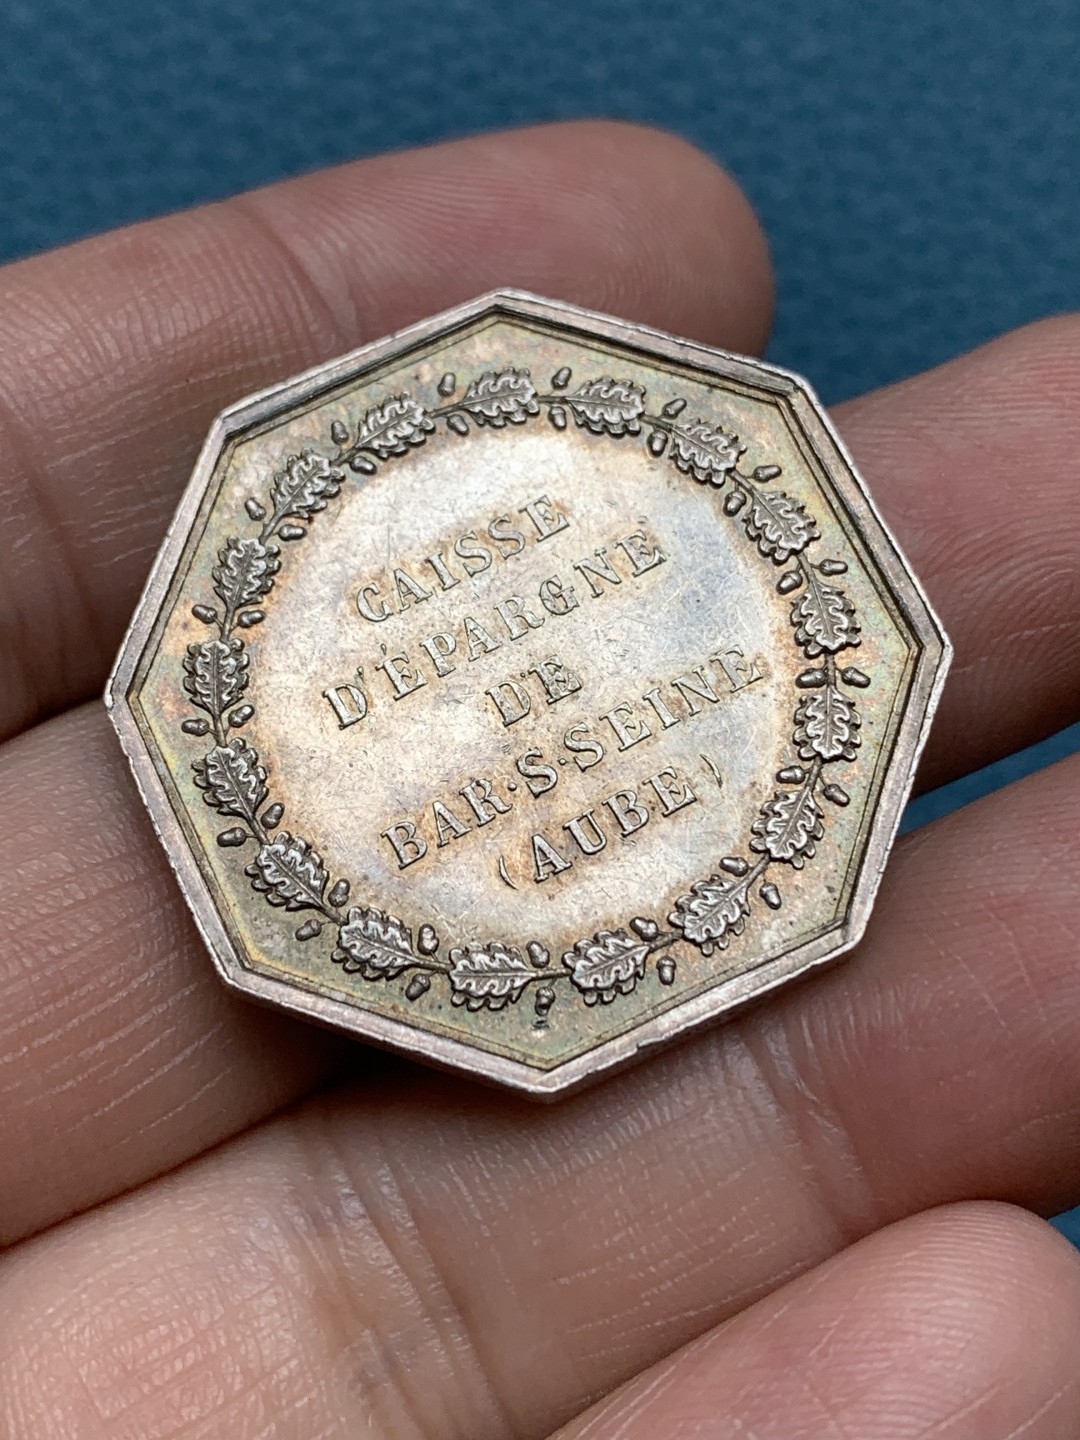 CAISSE
D'ÉPARGNE
DE
BAR·S·SEINE
(AUBE)